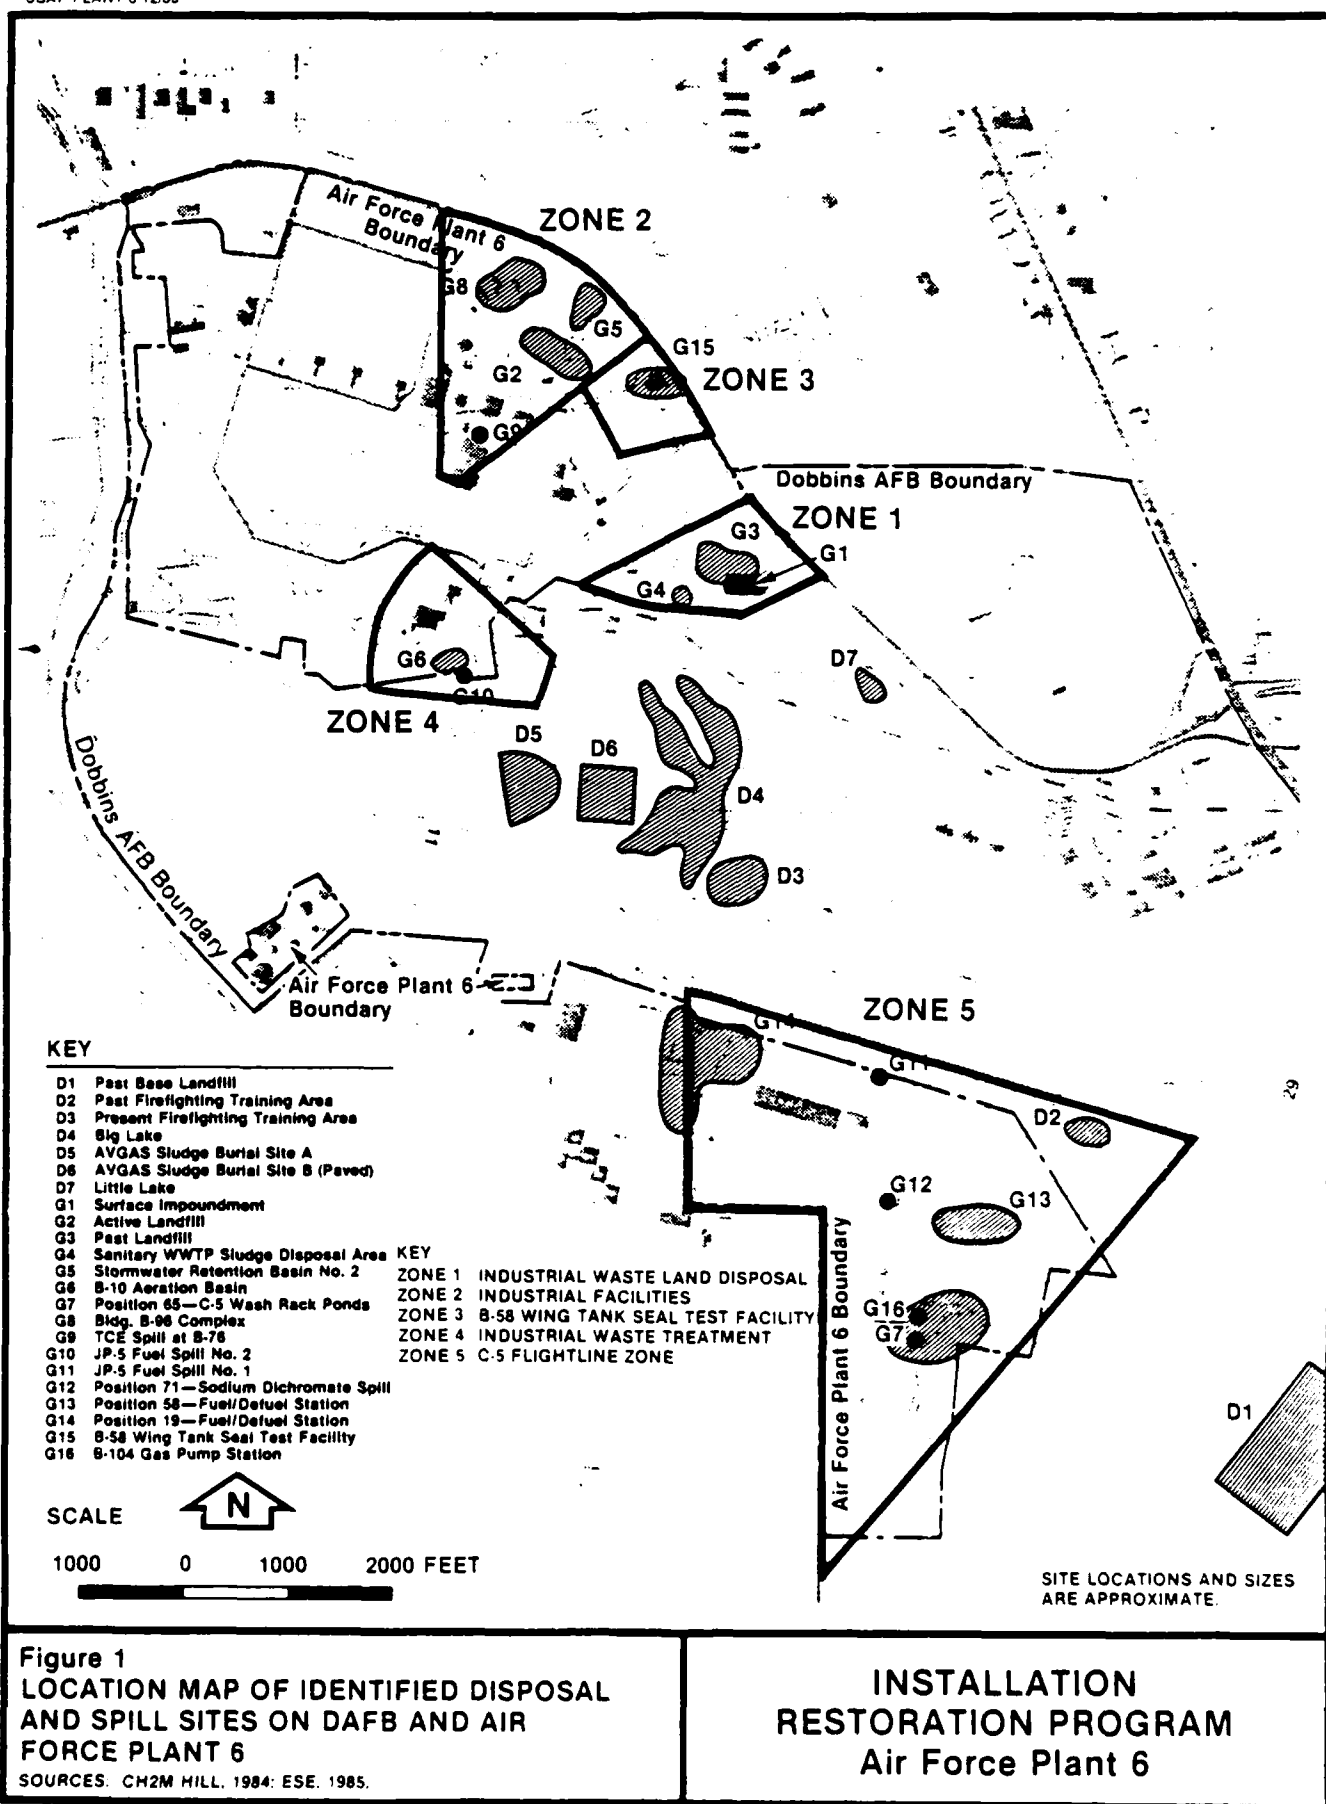 Air Force Plant 6
Boundary
ZONE 2
G8
G5
G2
G9
G15
ZONE 3
Dobbins AFB Boundary
ZONE 1
G3
G1
G4
G6
G10
ZONE 4
D7
D5
D6
D4
D3
Dobbins AFB Boundary
Air Force Plant 6
Boundary
ZONE 5
G14
G11
D2
G12
G13
G16
G7
Air Force Plant 6 Boundary
D1
29
KEY
D1 Past Base Landfill
D2 Past Firefighting Training Area
D3 Present Firefighting Training Area
D4 Big Lake
D5 AVGAS Sludge Burial Site A
D6 AVGAS Sludge Burial Site B (Paved)
D7 Little Lake
G1 Surface Impoundment
G2 Active Landfill
G3 Past Landfill
G4 Sanitary WWTP Sludge Disposal Area
G5 Stormwater Retention Basin No. 2
G6 B-10 Aeration Basin
G7 Position 65—C-5 Wash Rack Ponds
G8 Bldg. B-96 Complex
G9 TCE Spill at B-76
G10 JP-5 Fuel Spill No. 2
G11 JP-5 Fuel Spill No. 1
G12 Position 71—Sodium Dichromate Spill
G13 Position 58—Fuel/Defuel Station
G14 Position 19—Fuel/Defuel Station
G15 B-58 Wing Tank Seal Test Facility
G16 B-104 Gas Pump Station
KEY
ZONE 1 INDUSTRIAL WASTE LAND DISPOSAL
ZONE 2 INDUSTRIAL FACILITIES
ZONE 3 B-58 WING TANK SEAL TEST FACILITY
ZONE 4 INDUSTRIAL WASTE TREATMENT
ZONE 5 C-5 FLIGHTLINE ZONE
SCALE
N
1000 0 1000 2000 FEET
SITE LOCATIONS AND SIZES
ARE APPROXIMATE.
Figure 1
LOCATION MAP OF IDENTIFIED DISPOSAL
AND SPILL SITES ON DAFB AND AIR
FORCE PLANT 6
SOURCES: CH2M HILL, 1984; ESE, 1985.
INSTALLATION
RESTORATION PROGRAM
Air Force Plant 6